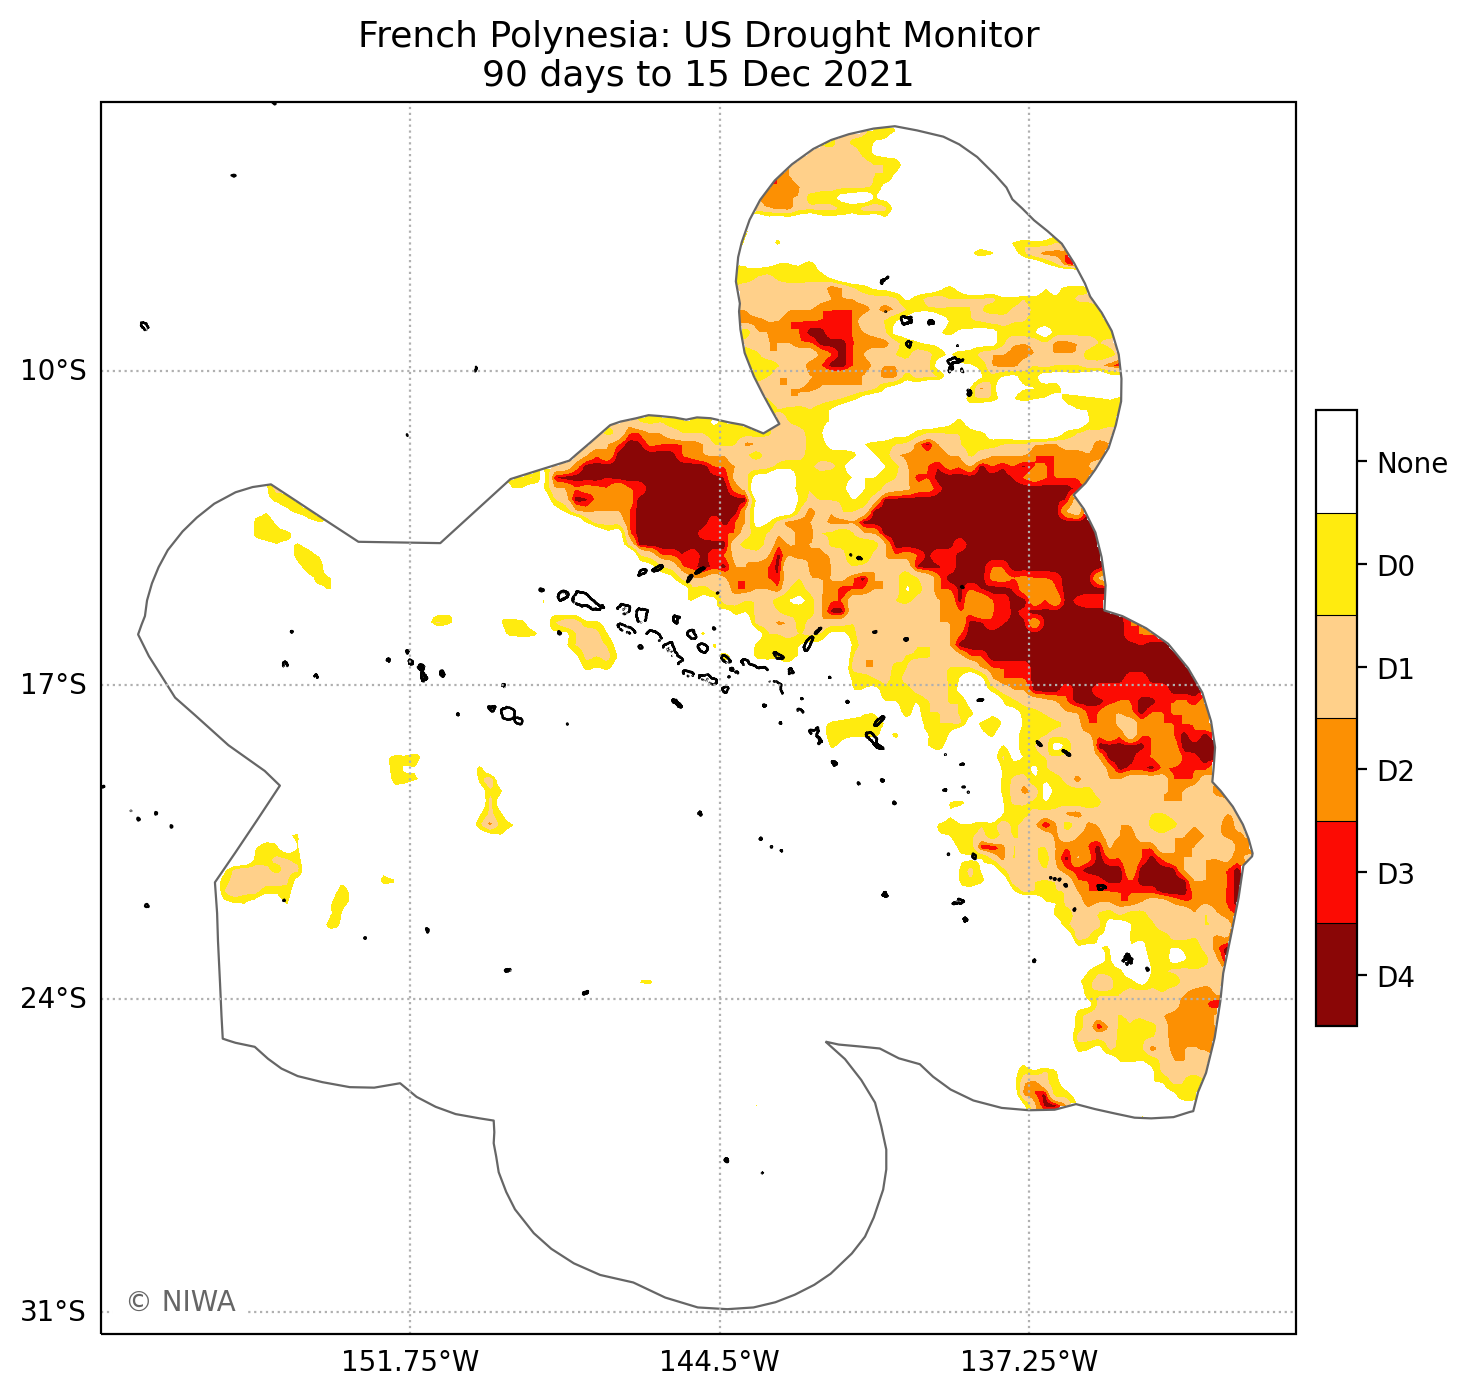 French Polynesia: US Drought Monitor
90 days to 15 Dec 2021
10°S
17°S
24°S
31°S
151.75°W
144.5°W
137.25°W
None
D0
D1
D2
D3
D4
© NIWA